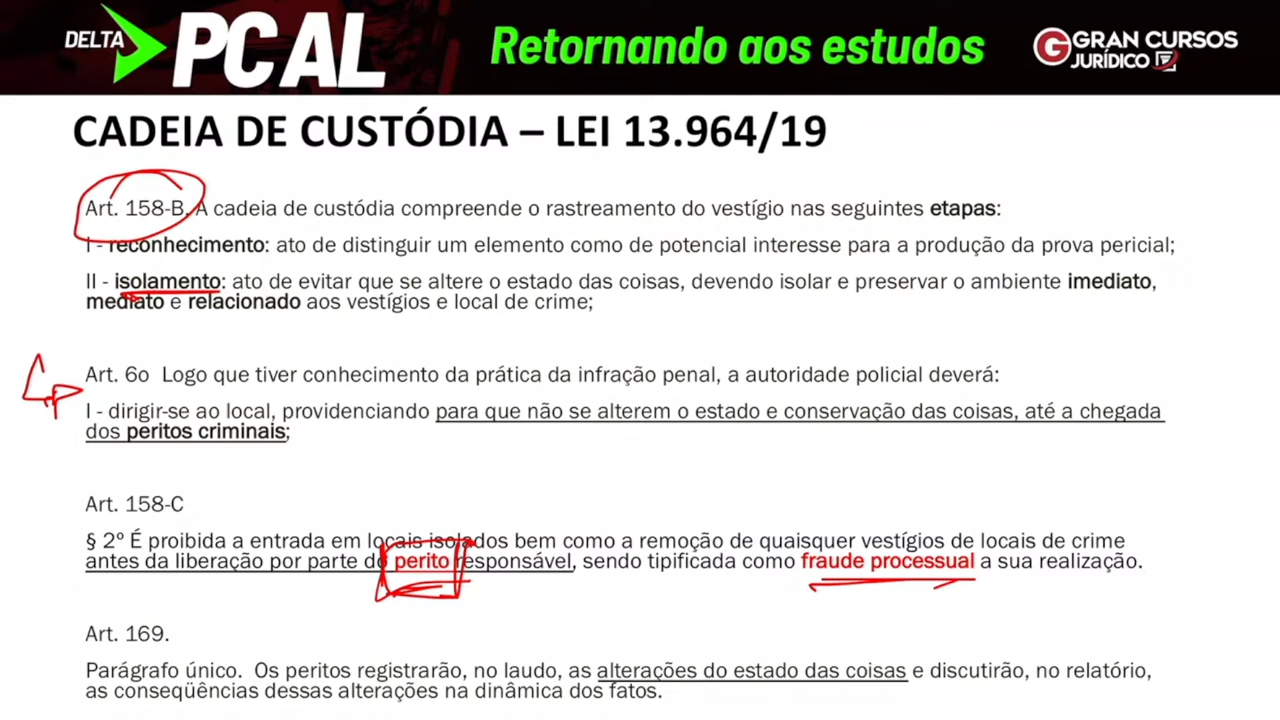 DELTA PC AL
Retornando aos estudos
GRAN CURSOS
JURÍDICO
CADEIA DE CUSTÓDIA – LEI 13.964/19
Art. 158-B. A cadeia de custódia compreende o rastreamento do vestígio nas seguintes etapas:
I - reconhecimento: ato de distinguir um elemento como de potencial interesse para a produção da prova pericial;
II - isolamento: ato de evitar que se altere o estado das coisas, devendo isolar e preservar o ambiente imediato,
mediato e relacionado aos vestígios e local de crime;
Art. 6o Logo que tiver conhecimento da prática da infração penal, a autoridade policial deverá:
I - dirigir-se ao local, providenciando para que não se alterem o estado e conservação das coisas, até a chegada
dos peritos criminais;
Art. 158-C
§ 2º É proibida a entrada em locais isolados bem como a remoção de quaisquer vestígios de locais de crime
antes da liberação por parte do perito responsável, sendo tipificada como fraude processual a sua realização.
Art. 169.
Parágrafo único. Os peritos registrarão, no laudo, as alterações do estado das coisas e discutirão, no relatório,
as conseqüências dessas alterações na dinâmica dos fatos.